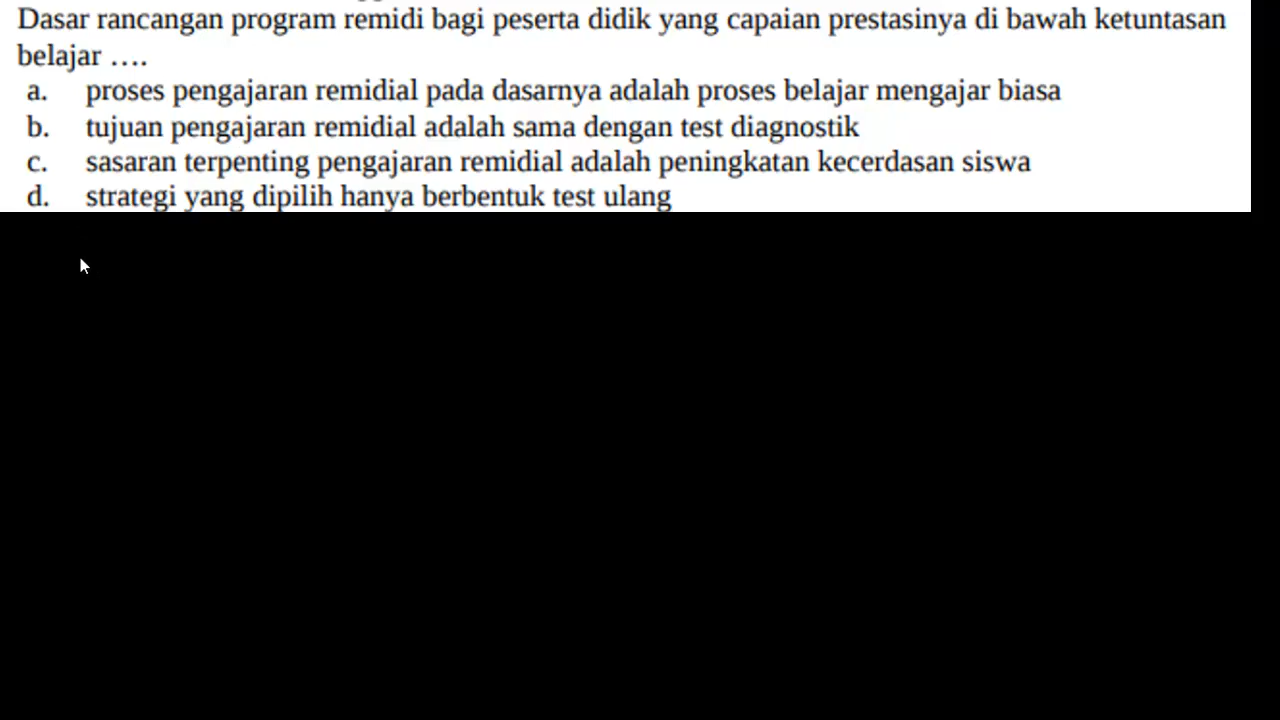 Dasar rancangan program remidi bagi peserta didik yang capaian prestasinya di bawah ketuntasan
belajar ….
a. proses pengajaran remidial pada dasarnya adalah proses belajar mengajar biasa
b. tujuan pengajaran remidial adalah sama dengan test diagnostik
c. sasaran terpenting pengajaran remidial adalah peningkatan kecerdasan siswa
d. strategi yang dipilih hanya berbentuk test ulang